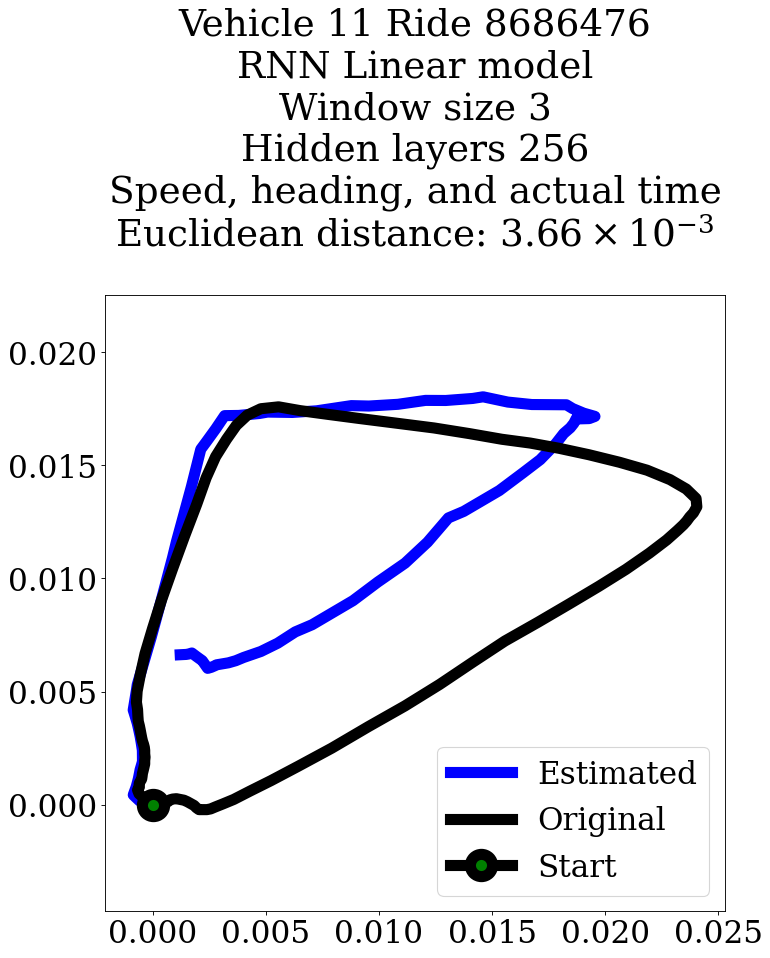 Vehicle 11 Ride 8686476
RNN Linear model
Window size 3
Hidden layers 256
Speed, heading, and actual time
Euclidean distance: 3.66 × 10⁻³
0.020
0.015
0.010
0.005
0.000
Estimated
Original
Start
0.000 0.005 0.010 0.015 0.020 0.025